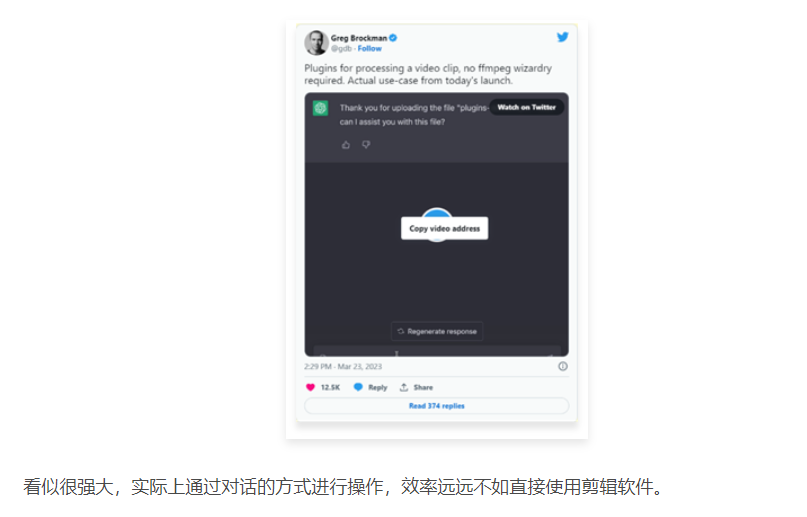 Greg Brockman
@gdb · Follow
Plugins for processing a video clip, no ffmpeg wizardry
required. Actual use-case from today's launch.
Thank you for uploading the file "plugins-
Watch on Twitter
can I assist you with this file?
Copy video address
Regenerate response
2:29 PM · Mar 23, 2023
12.5K Reply Share
Read 374 replies
看似很强大，实际上通过对话的方式进行操作，效率远远不如直接使用剪辑软件。